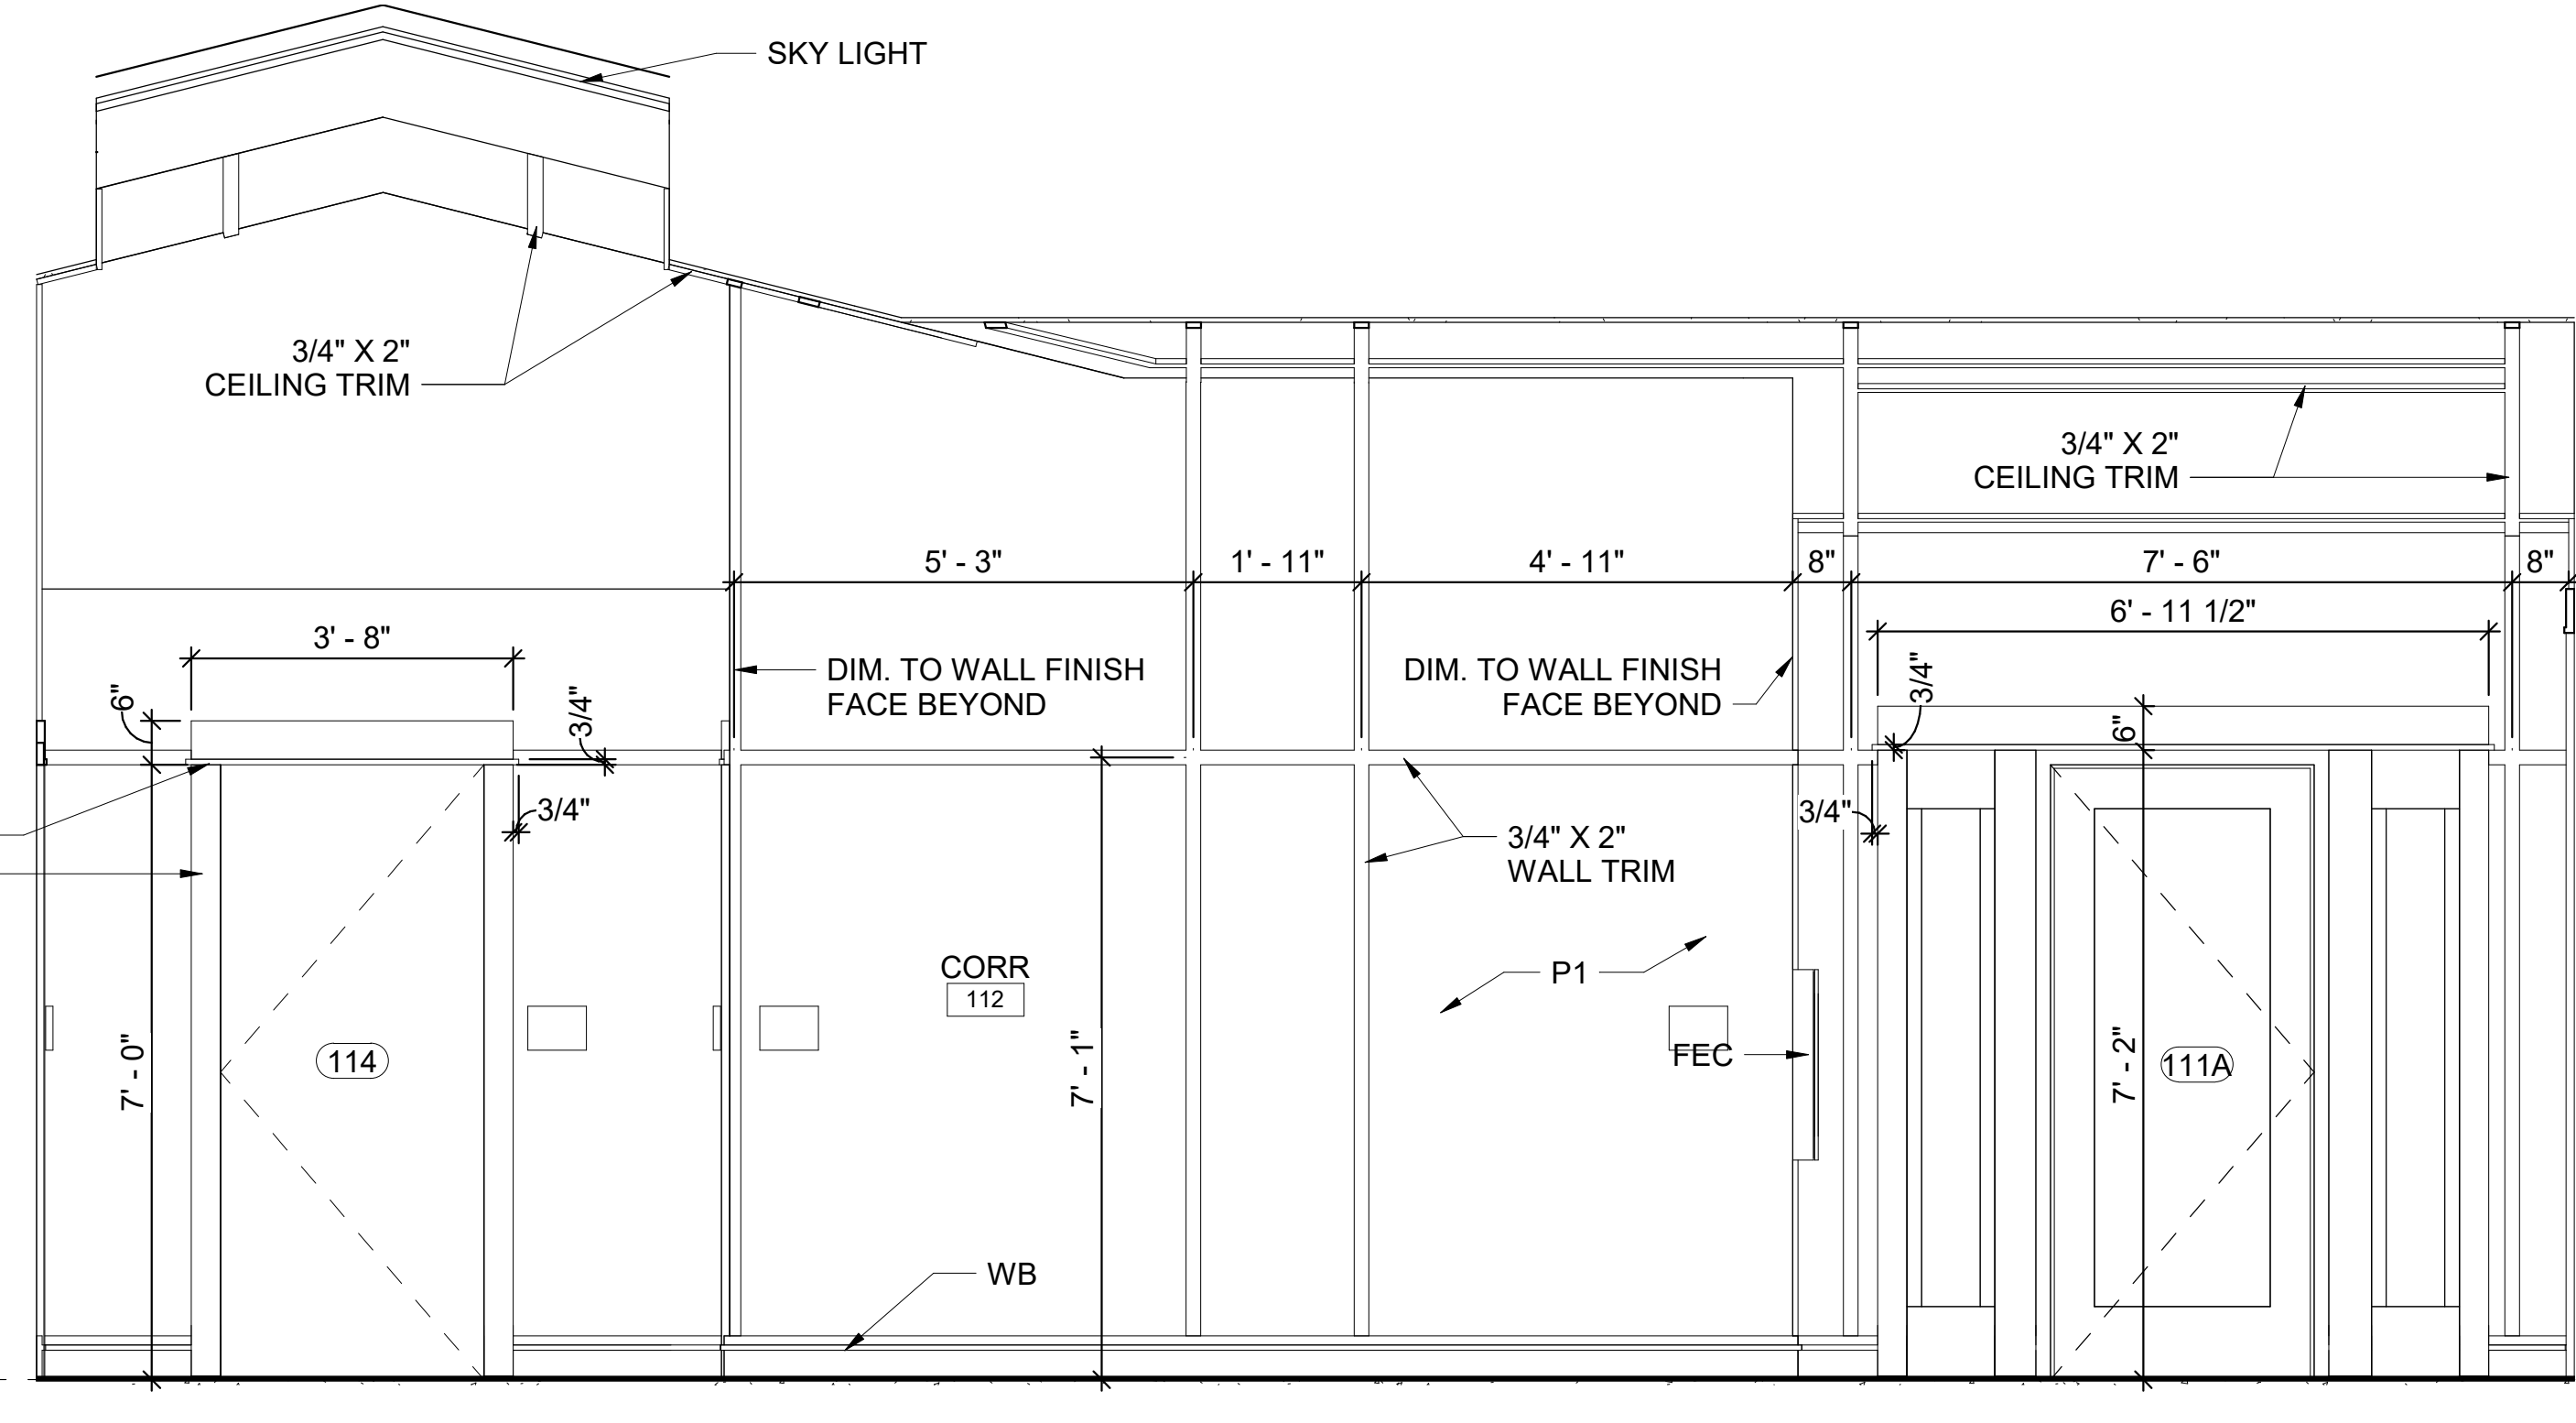 SKY LIGHT
3/4" X 2"
CEILING TRIM
3/4" X 2"
CEILING TRIM
5' - 3"
1' - 11"
4' - 11"
8"
7' - 6"
8"
6' - 11 1/2"
3' - 8"
DIM. TO WALL FINISH
FACE BEYOND
DIM. TO WALL FINISH
FACE BEYOND
6"
3/4"
3/4"
6"
3/4"
3/4"
3/4" X 2"
WALL TRIM
CORR
112
P1
FEC
114
7' - 0"
7' - 1"
7' - 2"
111A
WB